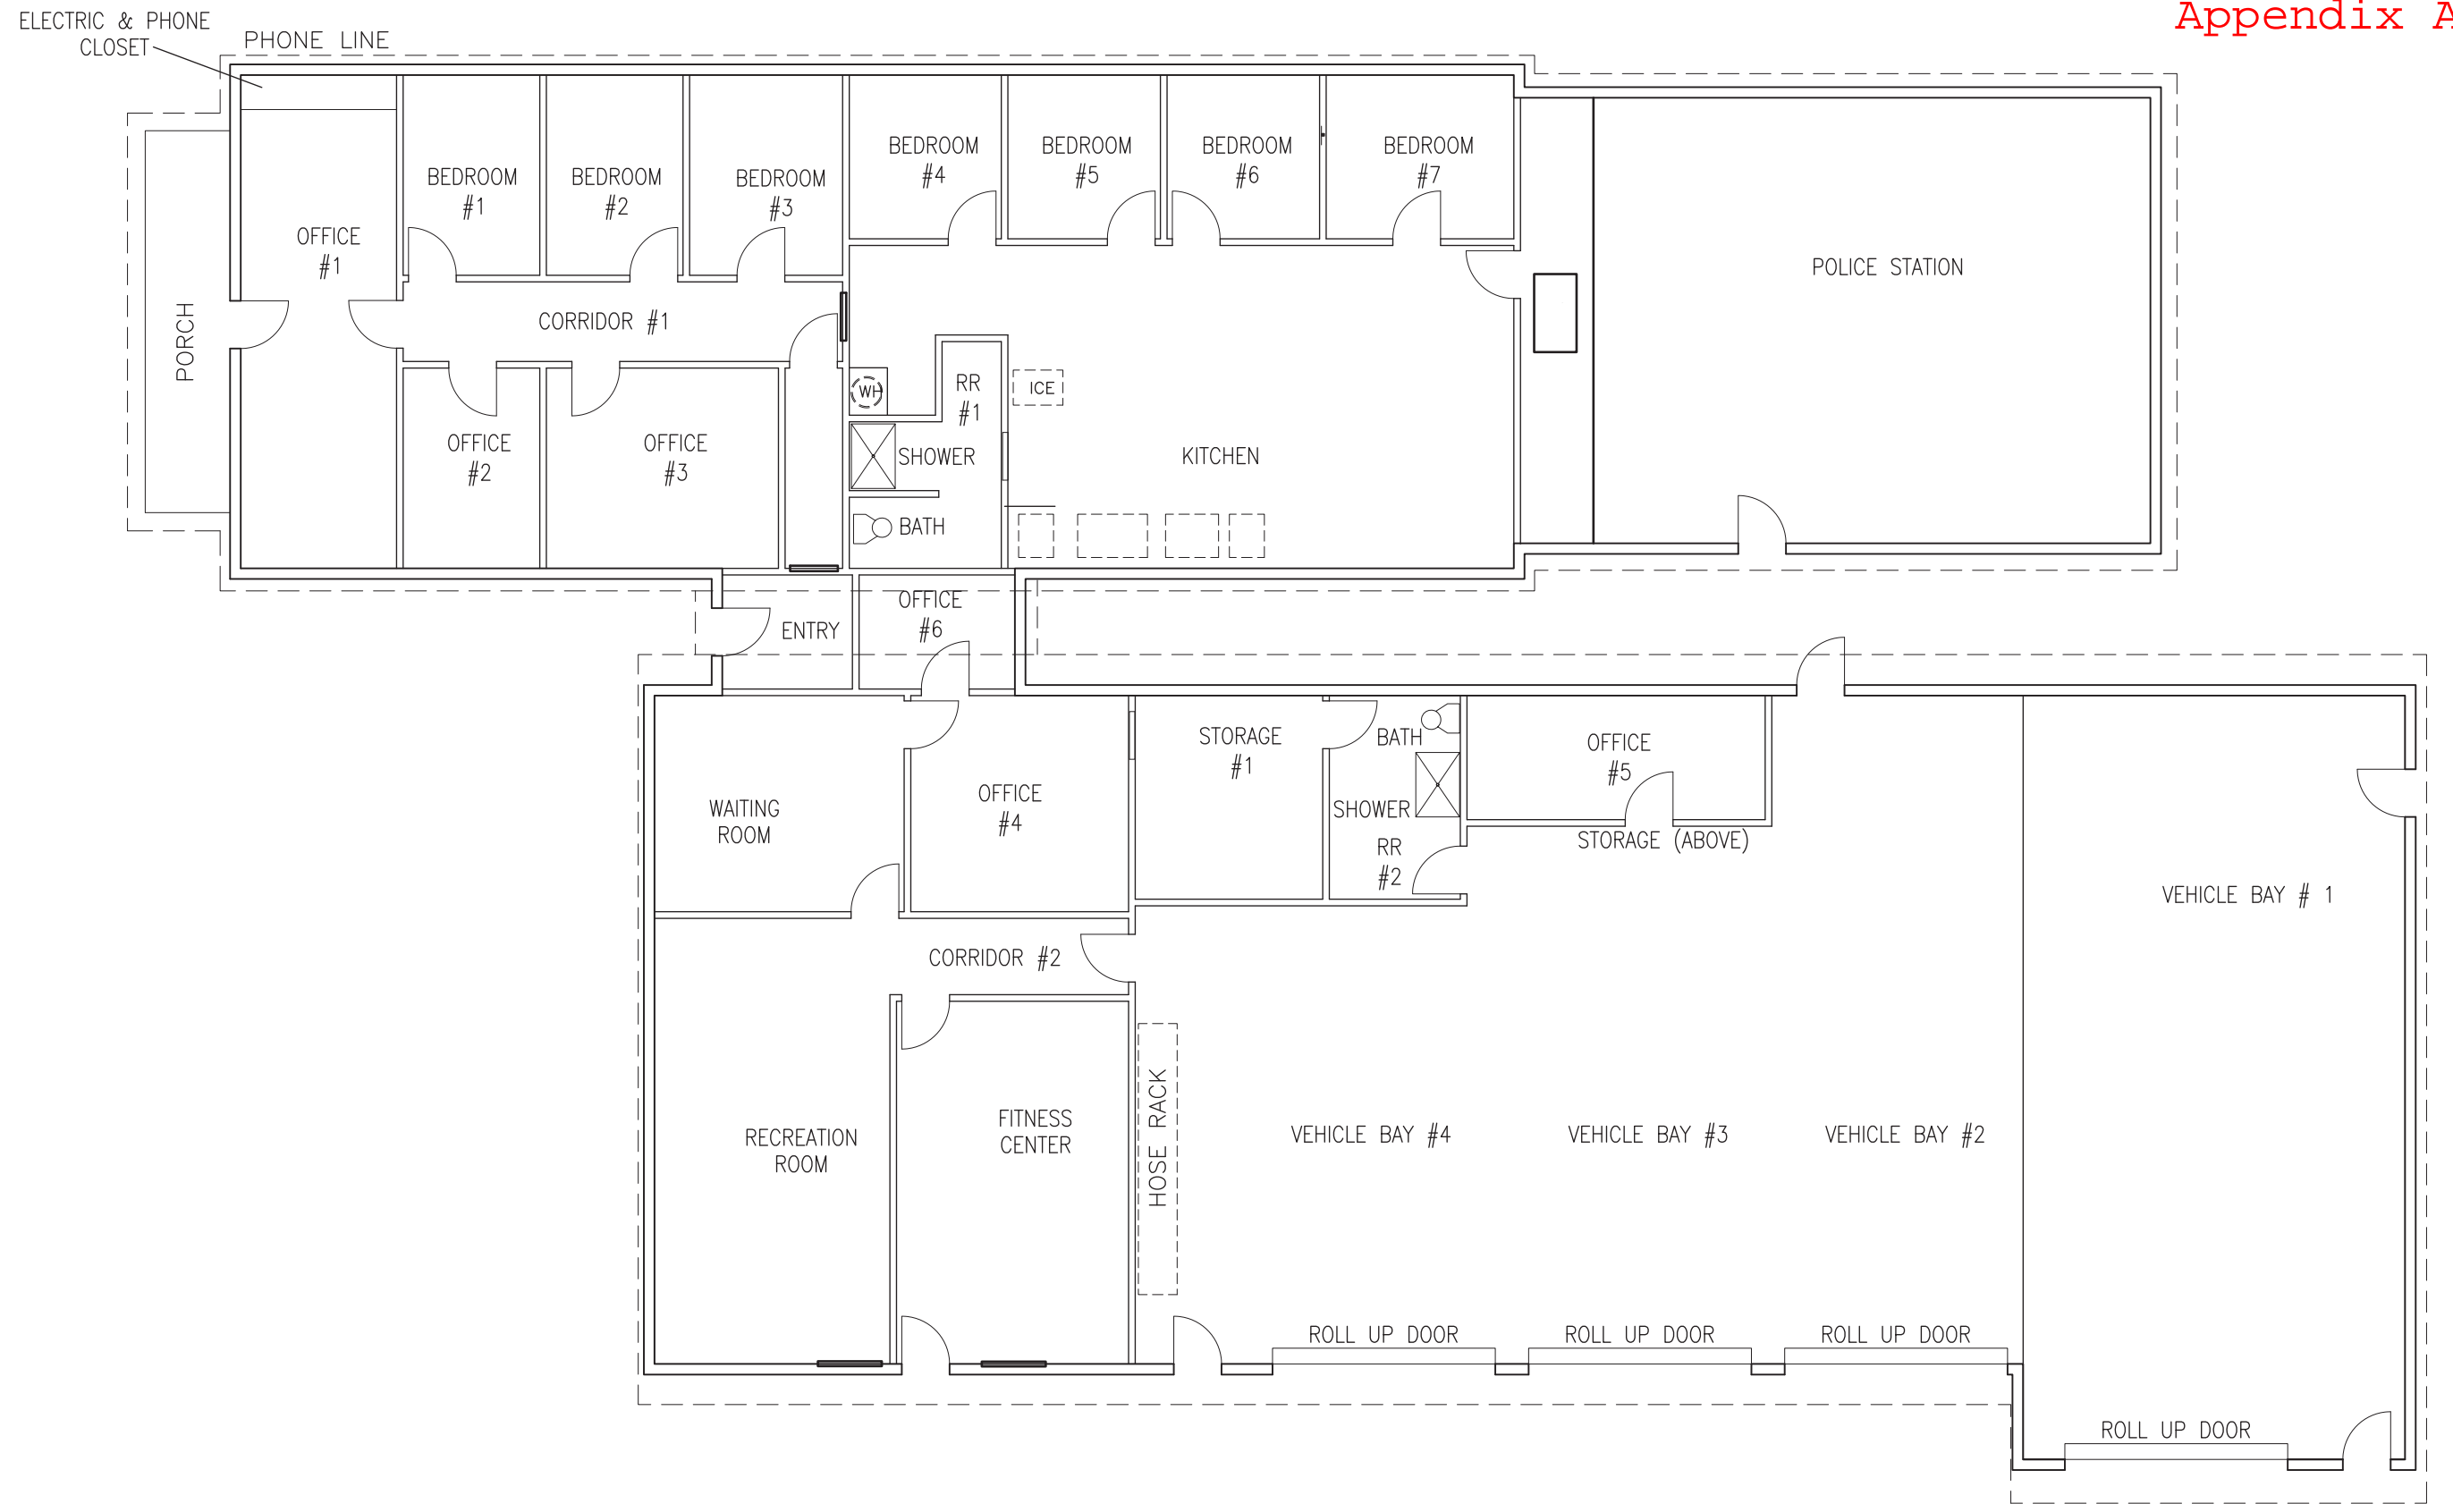 Appendix A
ELECTRIC & PHONE
CLOSET
PHONE LINE
BEDROOM
#1
BEDROOM
#2
BEDROOM
#3
BEDROOM
#4
BEDROOM
#5
BEDROOM
#6
BEDROOM
#7
OFFICE
#1
POLICE STATION
PORCH
CORRIDOR #1
WH
RR
#1
ICE
OFFICE
#2
OFFICE
#3
SHOWER
KITCHEN
BATH
ENTRY
OFFICE
#6
WAITING
ROOM
OFFICE
#4
STORAGE
#1
BATH
SHOWER
RR
#2
OFFICE
#5
STORAGE (ABOVE)
VEHICLE BAY # 1
CORRIDOR #2
RECREATION
ROOM
FITNESS
CENTER
HOSE RACK
VEHICLE BAY #4
VEHICLE BAY #3
VEHICLE BAY #2
ROLL UP DOOR
ROLL UP DOOR
ROLL UP DOOR
ROLL UP DOOR